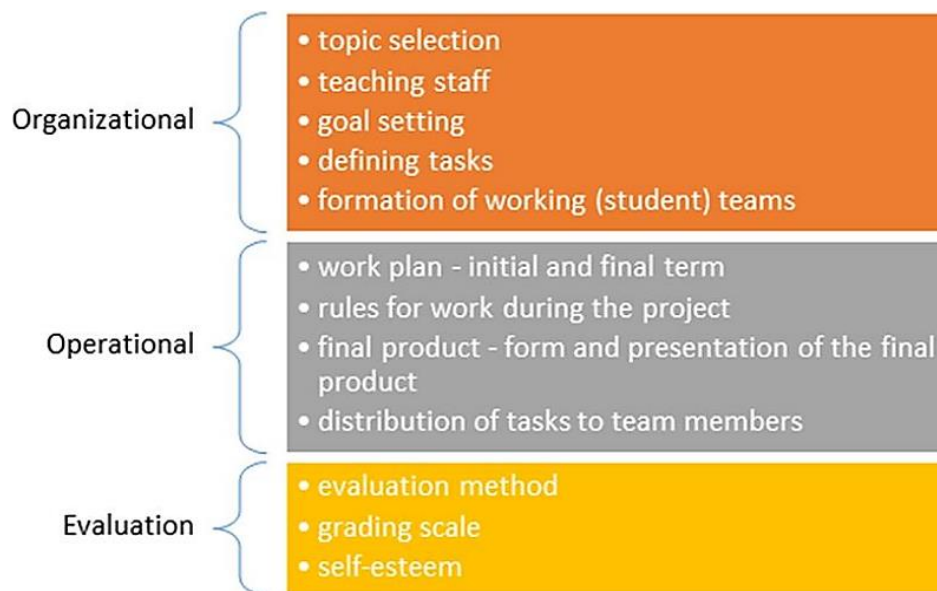 Organizational
• topic selection
• teaching staff
• goal setting
• defining tasks
• formation of working (student) teams
Operational
• work plan - initial and final term
• rules for work during the project
• final product - form and presentation of the final
product
• distribution of tasks to team members
Evaluation
• evaluation method
• grading scale
• self-esteem